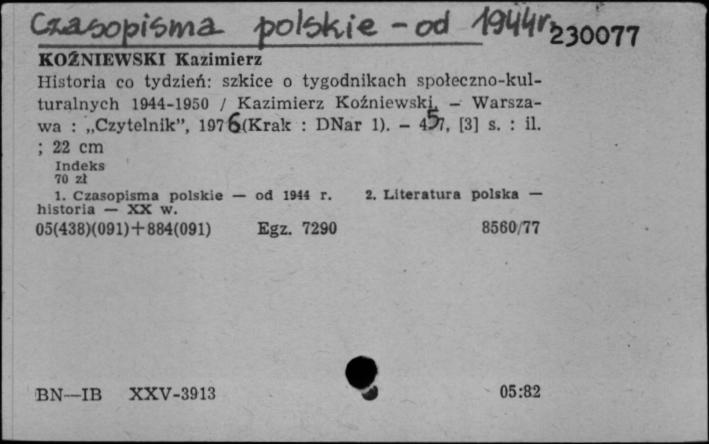 Czasopisma polskie - od 1944r. 230077
KOŹNIEWSKI Kazimierz
Historia co tydzień: szkice o tygodnikach społeczno-kul-
turalnych 1944-1950 / Kazimierz Koźniewski. — Warsza-
wa : „Czytelnik”, 1976 (Krak : DNar 1). — 457, [3] s. : il.
; 22 cm
Indeks
70 zł
1. Czasopisma polskie — od 1944 r. 2. Literatura polska —
historia — XX w.
05(438)(091)+884(091) Egz. 7290 8560/77
BN—IB XXV-3913 05:82